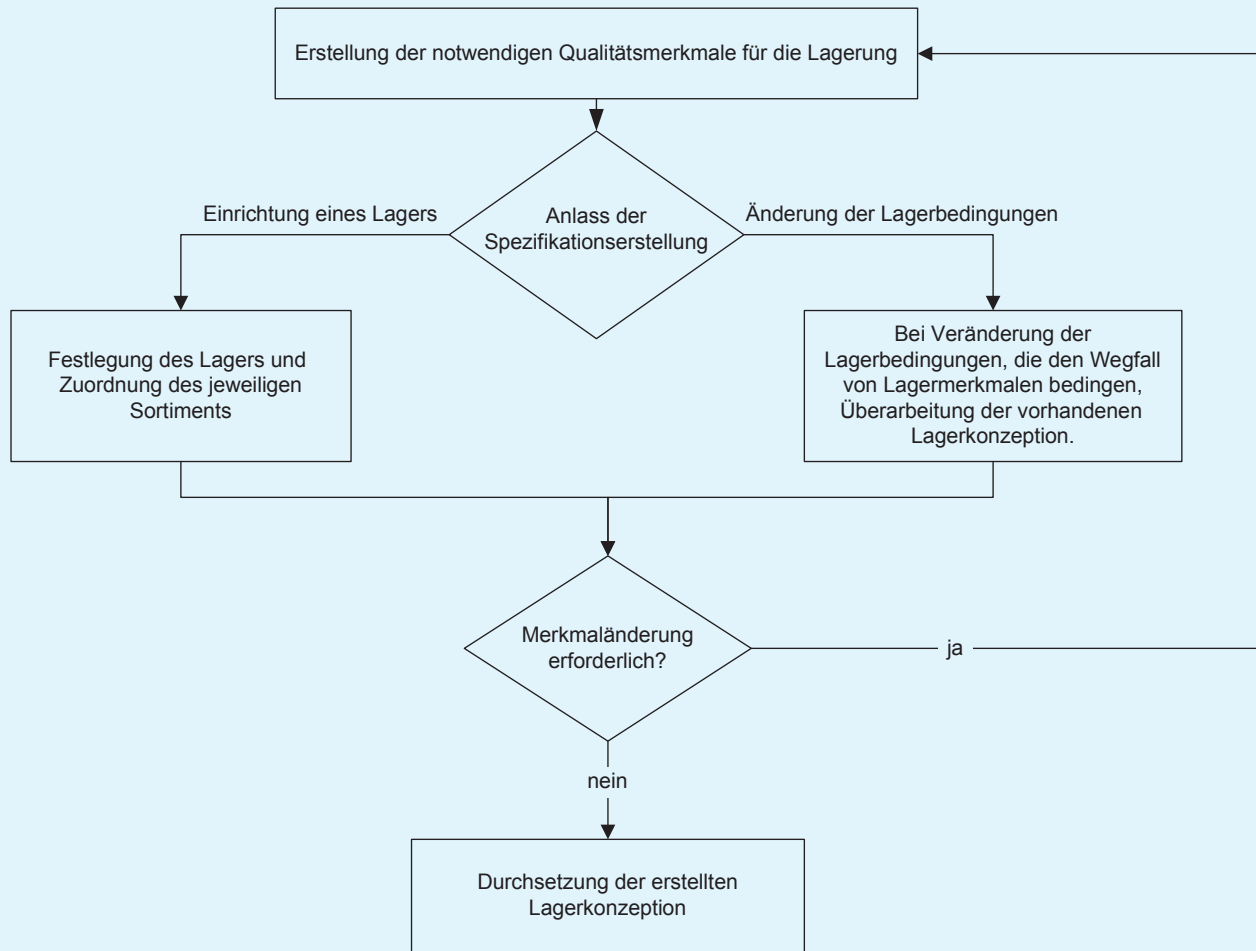 Erstellung der notwendigen Qualitätsmerkmale für die Lagerung
Einrichtung eines Lagers
Anlass der
Spezifikationserstellung
Änderung der Lagerbedingungen
Festlegung des Lagers und
Zuordnung des jeweiligen
Sortiments
Bei Veränderung der
Lagerbedingungen, die den Wegfall
von Lagermerkmalen bedingen,
Überarbeitung der vorhandenen
Lagerkonzeption.
Merkmaländerung
erforderlich?
ja
nein
Durchsetzung der erstellten
Lagerkonzeption